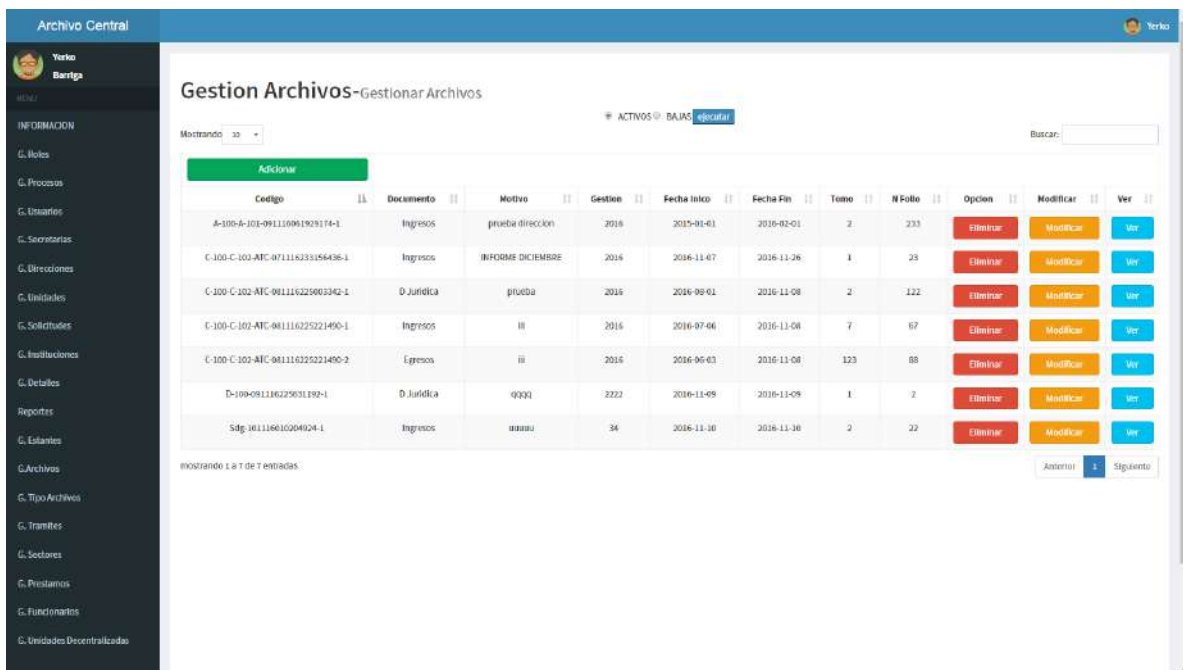 Archivo Central
Yerko
Yerko
Barriga
MENU
INFORMACION
G. Roles
G. Procesos
G. Usuarios
G. Secretarias
G. Direcciones
G. Unidades
G. Solicitudes
G. Instituciones
G. Detalles
Reportes
G. Estantes
G.Archivos
G. Tipo Archivos
G. Tramites
G. Sectores
G. Prestamos
G. Funcionarios
G. Unidades Decentralizadas
Gestion Archivos-Gestionar Archivos
ACTIVOS BAJAS ejecutar
Mostrando 10 Buscar:
Adicionar
Codigo Documento Motivo Gestion Fecha Inico Fecha Fin Tomo N Folio Opcion Modificar Ver
A-100-A-101-091116061929174-1 Ingresos prueba direccion 2016 2015-01-01 2016-02-01 2 233 Eliminar Modificar Ver
C-100-C-102-ATC-071116233156436-1 Ingresos INFORME DICIEMBRE 2016 2016-11-07 2016-11-26 1 23 Eliminar Modificar Ver
C-100-C-102-ATC-081116225003342-1 D Juridica prueba 2016 2016-09-01 2016-11-08 2 122 Eliminar Modificar Ver
C-100-C-102-ATC-081116225221490-1 Ingresos iii 2016 2016-07-06 2016-11-08 7 67 Eliminar Modificar Ver
C-100-C-102-ATC-081116225221490-2 Egresos iii 2016 2016-06-03 2016-11-08 123 88 Eliminar Modificar Ver
D-100-091116225631192-1 D Juridica qqqq 2222 2016-11-09 2016-11-09 1 2 Eliminar Modificar Ver
Sdg-101116010204924-1 Ingresos uuuuu 34 2016-11-10 2016-11-10 2 22 Eliminar Modificar Ver
mostrando 1 a 7 de 7 entradas Anterior 1 Siguiente